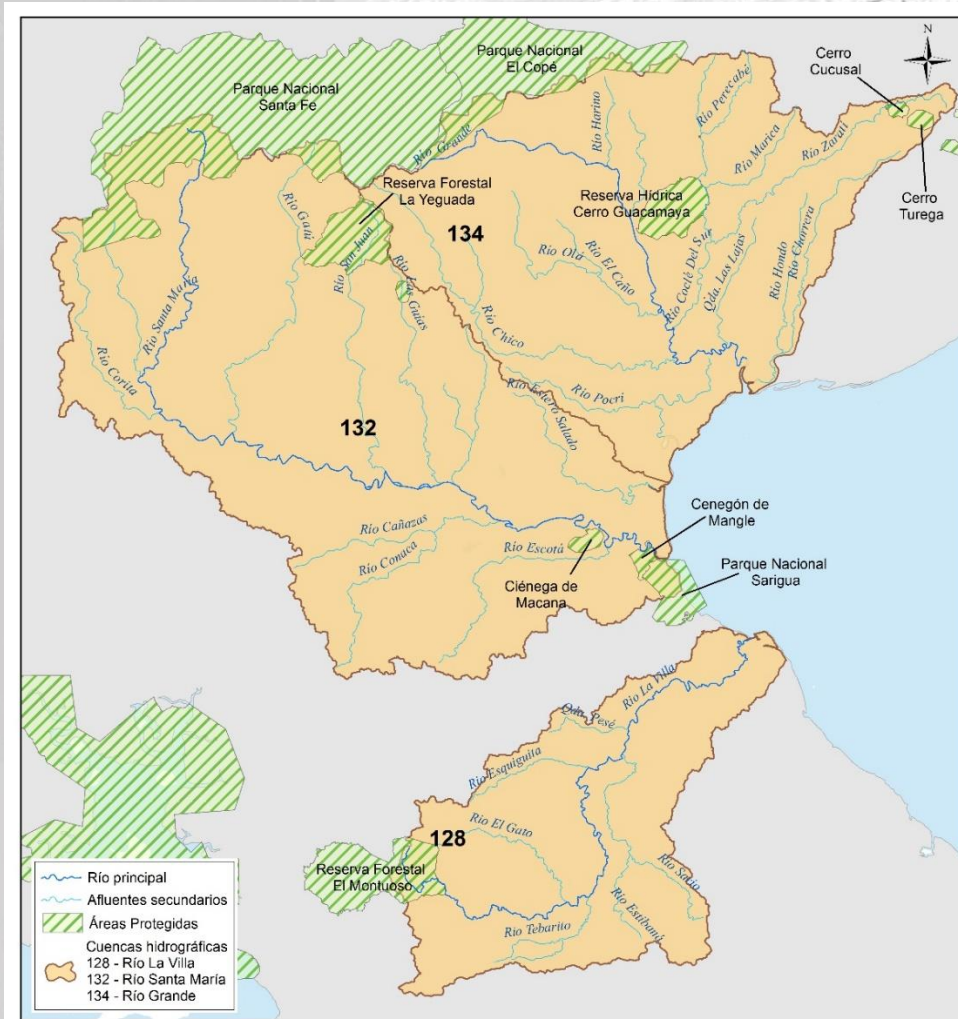 N
Parque Nacional
El Copé
Cerro
Cucusal
Parque Nacional
Santa Fe
Río Harino
Río Perecabé
Río Grande
Río Marica
Río Zaratí
Reserva Forestal
La Yeguada
Reserva Hídrica
Cerro Guacamaya
Cerro
Turega
Río Gatú
134
Río San Juan
Río Olá
Río El Caño
Río Coclé Del Sur
Qda. Las Lajas
Río Hondo
Río Chorrera
Río Las Guías
Río Santa María
Río Corita
Río Chico
Río Pocrí
Río Estero Salado
132
Cenegón de
Mangle
Río Cañazas
Río Conaca
Río Escotá
Ciénega de
Macana
Parque Nacional
Sarigua
Río La Villa
Qda. Pesé
Río Esquiguita
Río El Gato
128
Reserva Forestal
El Montuoso
Río Tebarito
Río Estibaná
Río principal
Afluentes secundarios
Áreas Protegidas
Cuencas hidrográficas
128 - Río La Villa
132 - Río Santa María
134 - Río Grande